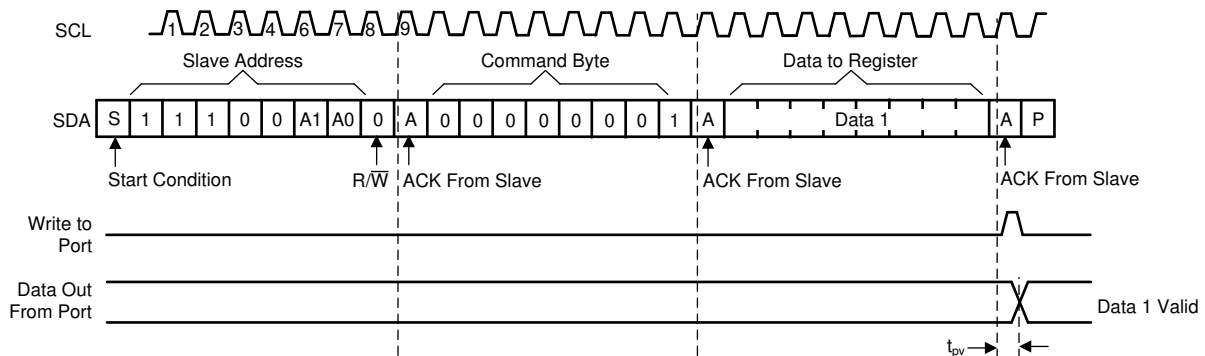 SCL 1 2 3 4 6 7 8 9
Slave Address Command Byte Data to Register
SDA S 1 1 1 0 0 A1 A0 0 A 0 0 0 0 0 0 0 1 A Data 1 A P
Start Condition R/W̅ ACK From Slave ACK From Slave ACK From Slave
Write to
Port
Data Out
From Port
Data 1 Valid
tpv